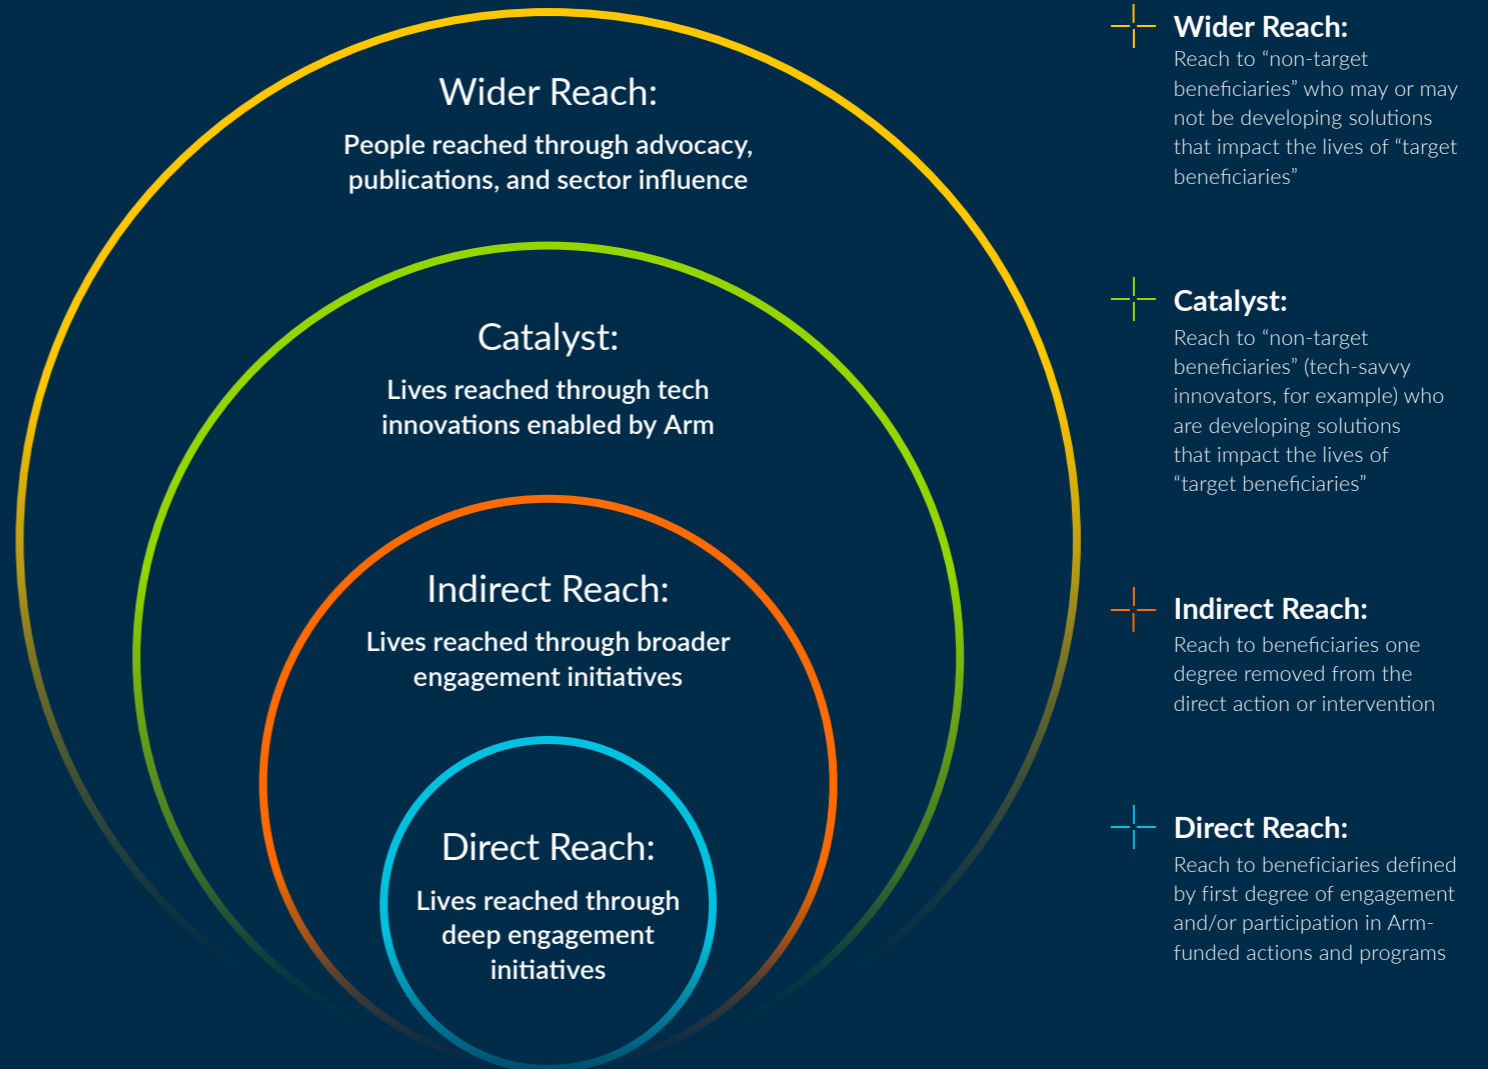 Wider Reach:
People reached through advocacy,
publications, and sector influence
Catalyst:
Lives reached through tech
innovations enabled by Arm
Indirect Reach:
Lives reached through broader
engagement initiatives
Direct Reach:
Lives reached through
deep engagement
initiatives
Wider Reach:
Reach to “non-target
beneficiaries” who may or may
not be developing solutions
that impact the lives of “target
beneficiaries”
Catalyst:
Reach to “non-target
beneficiaries” (tech-savvy
innovators, for example) who
are developing solutions
that impact the lives of
“target beneficiaries”
Indirect Reach:
Reach to beneficiaries one
degree removed from the
direct action or intervention
Direct Reach:
Reach to beneficiaries defined
by first degree of engagement
and/or participation in Arm-
funded actions and programs